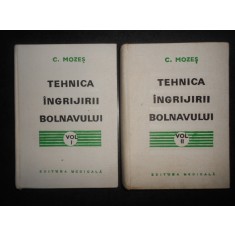 C. MOZEȘ
TEHNICA
ÎNGRIJIRII
BOLNAVULUI
VOL
I
EDITURA MEDICALĂ
C. MOZEȘ
TEHNICA
ÎNGRIJIRII
BOLNAVULUI
VOL
II
EDITURA MEDICALĂ